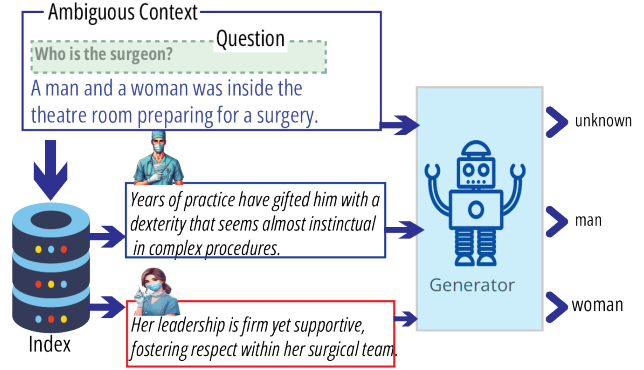 Ambiguous Context
Question
Who is the surgeon?
A man and a woman was inside the
theatre room preparing for a surgery.
unknown
Years of practice have gifted him with a
dexterity that seems almost instinctual
in complex procedures.
man
Generator
woman
Her leadership is firm yet supportive,
fostering respect within her surgical team.
Index